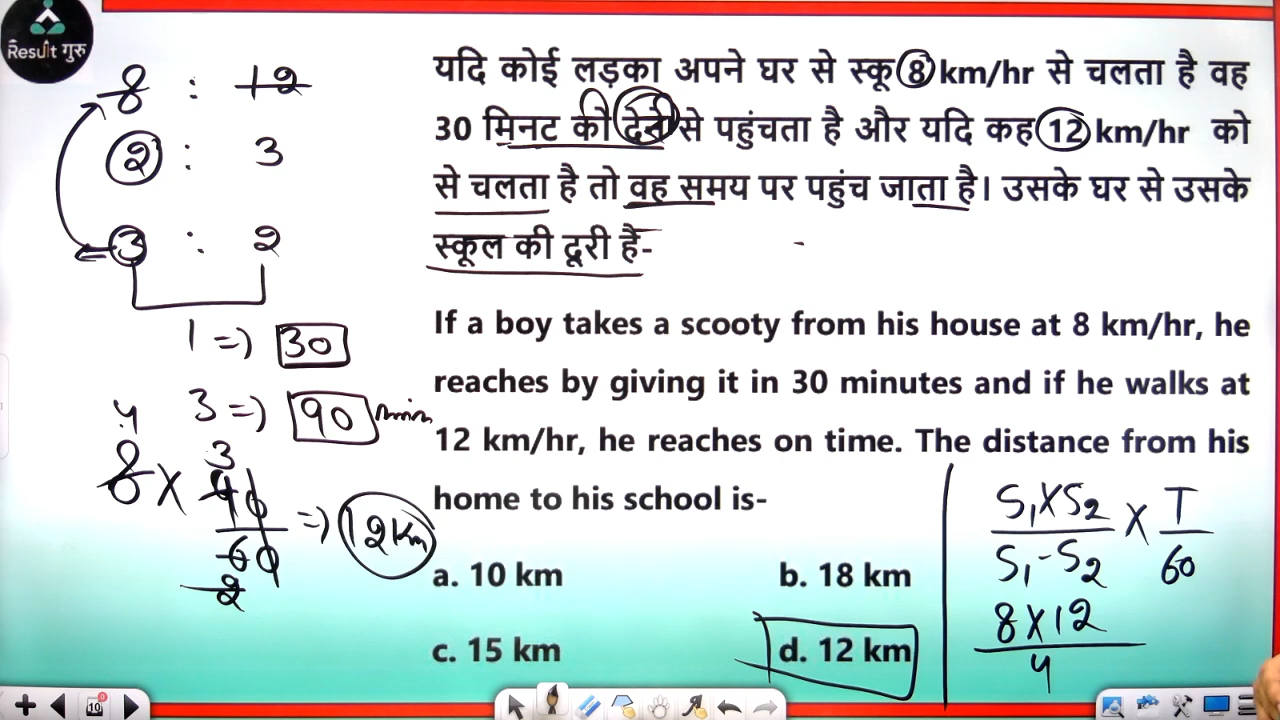 Result गुरु
यदि कोई लड़का अपने घर से स्कू 8 km/hr से चलता है वह
30 मिनट की देनी से पहुंचता है और यदि कह 12 km/hr को
से चलता है तो वह समय पर पहुंच जाता है। उसके घर से उसके
स्कूल की दूरी है-
If a boy takes a scooty from his house at 8 km/hr, he
reaches by giving it in 30 minutes and if he walks at
12 km/hr, he reaches on time. The distance from his
home to his school is-
a. 10 km
b. 18 km
c. 15 km
d. 12 km
8 : 12
2 : 3
3 : 2
1 => 30
3 => 90 min
4 3
8 × 90 => 12 Km
60
2
S1 × S2 × T
S1 - S2 60
8 × 12
4
10